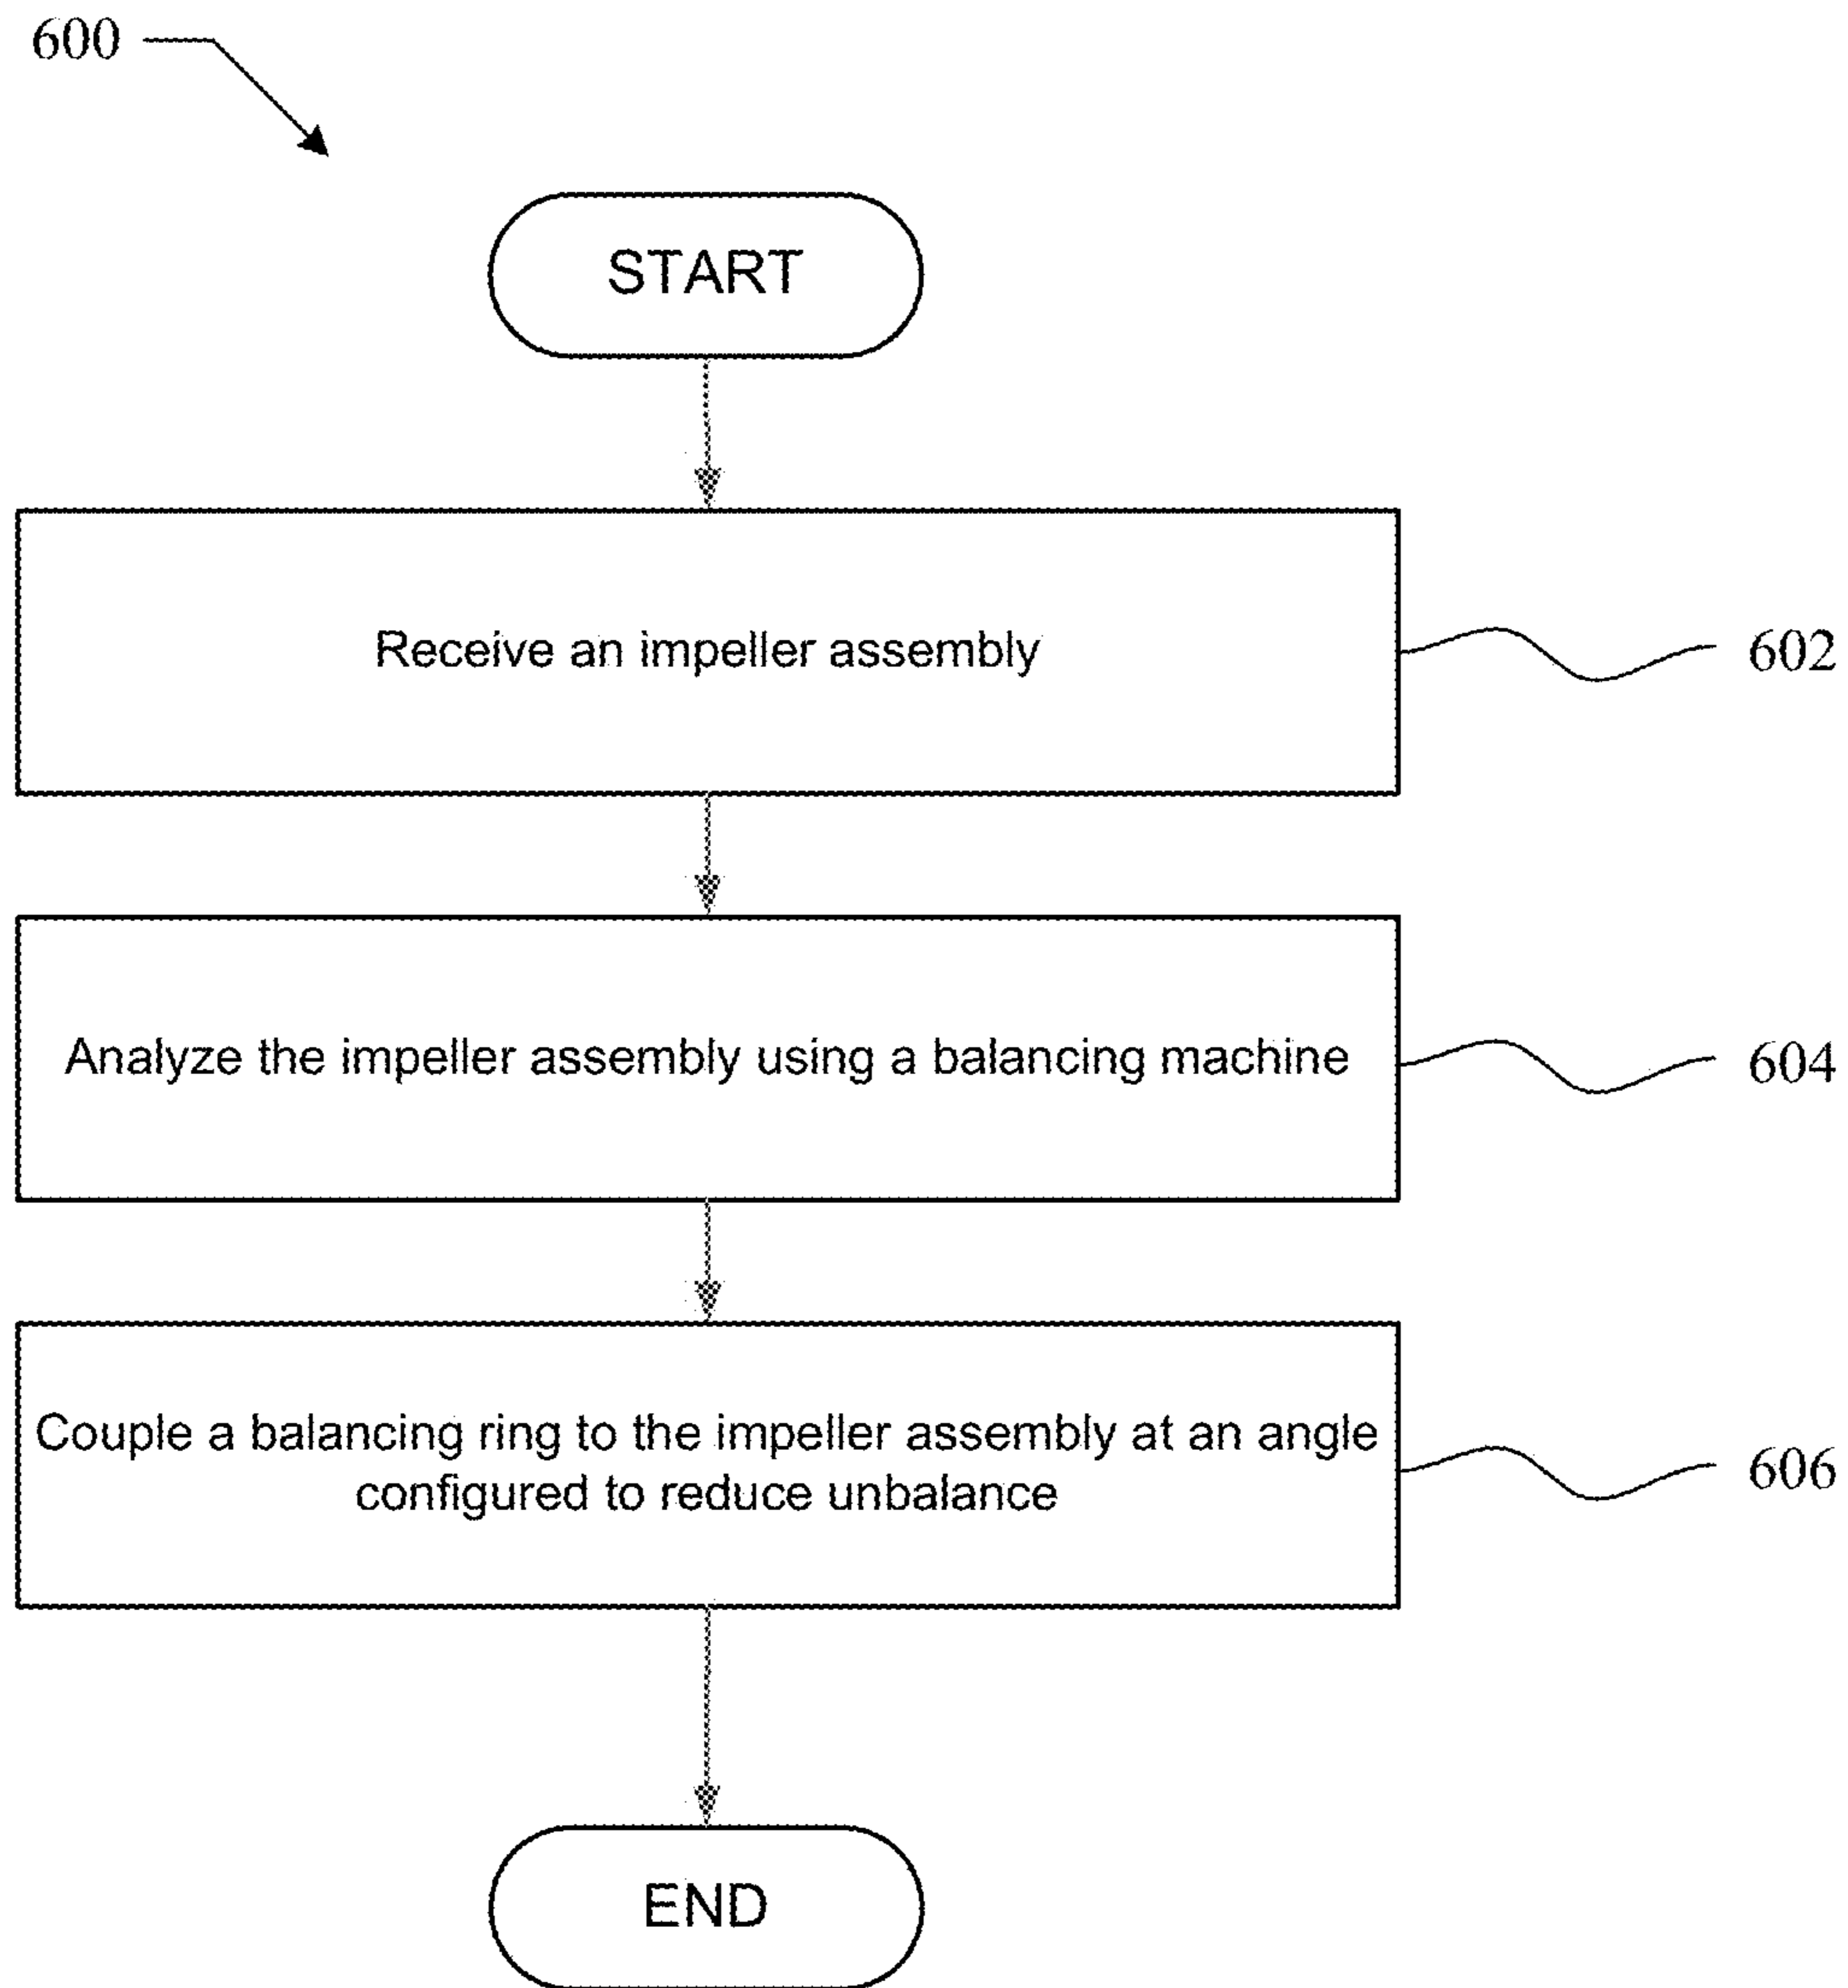 600
START
Receive an impeller assembly
602
Analyze the impeller assembly using a balancing machine
604
Couple a balancing ring to the impeller assembly at an angle
configured to reduce unbalance
606
END